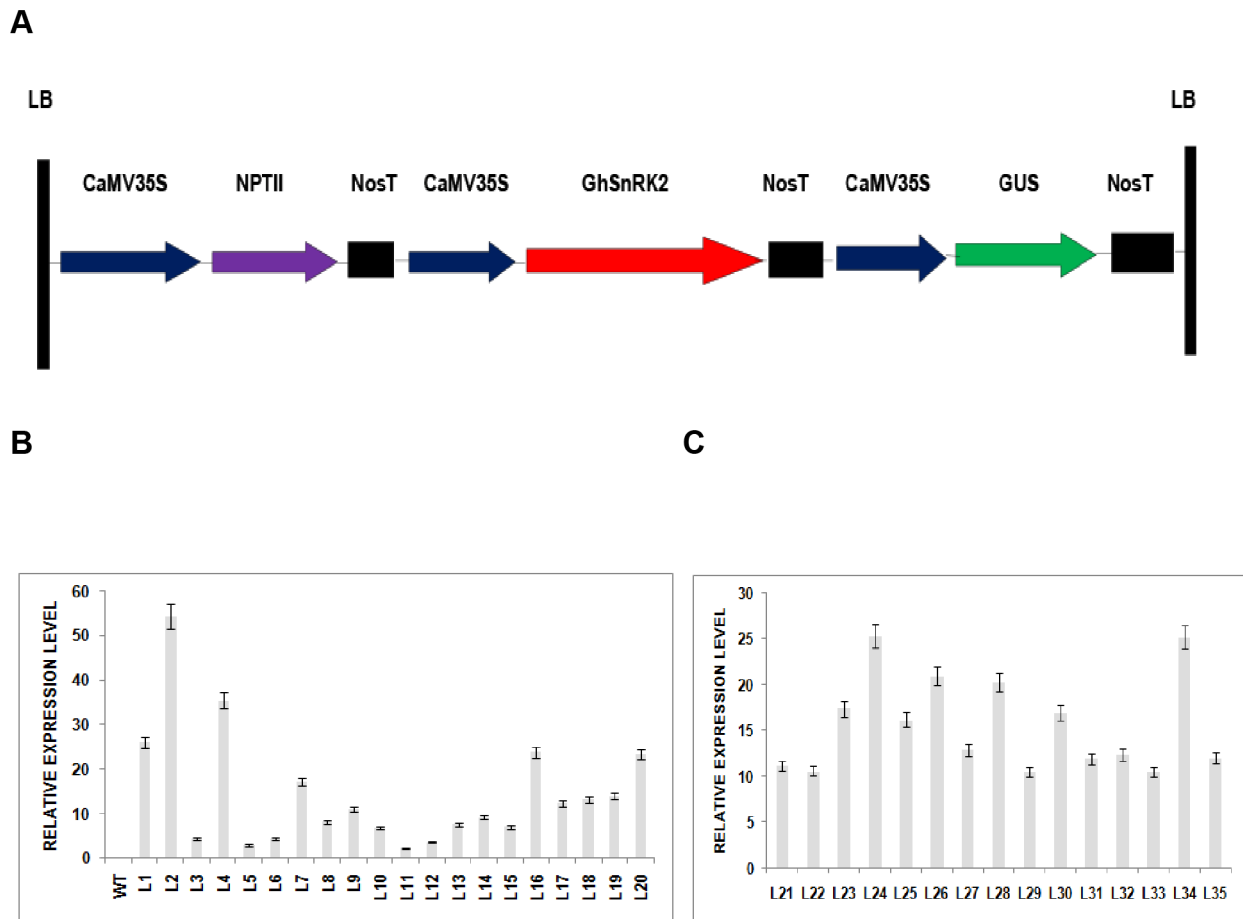 A
LB
LB
CaMV35S NPTII NosT CaMV35S GhSnRK2 NosT CaMV35S GUS NosT
B
C
RELATIVE EXPRESSION LEVEL
60
50
40
30
20
10
0
WT L1 L2 L3 L4 L5 L6 L7 L8 L9 L10 L11 L12 L13 L14 L15 L16 L17 L18 L19 L20
RELATIVE EXPRESSION LEVEL
30
25
20
15
10
5
0
L21 L22 L23 L24 L25 L26 L27 L28 L29 L30 L31 L32 L33 L34 L35